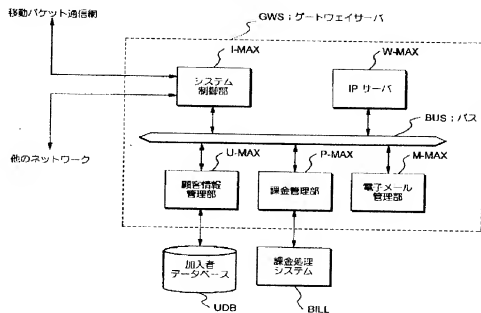 移動パケット通信網
GWS；ゲートウェイサーバ
I-MAX
W-MAX
システム
制御部
IP サーバ
BUS；バス
他のネットワーク
U-MAX
P-MAX
M-MAX
顧客情報
管理部
課金管理部
電子メール
管理部
加入者
データベース
課金処理
システム
UDB
BILL